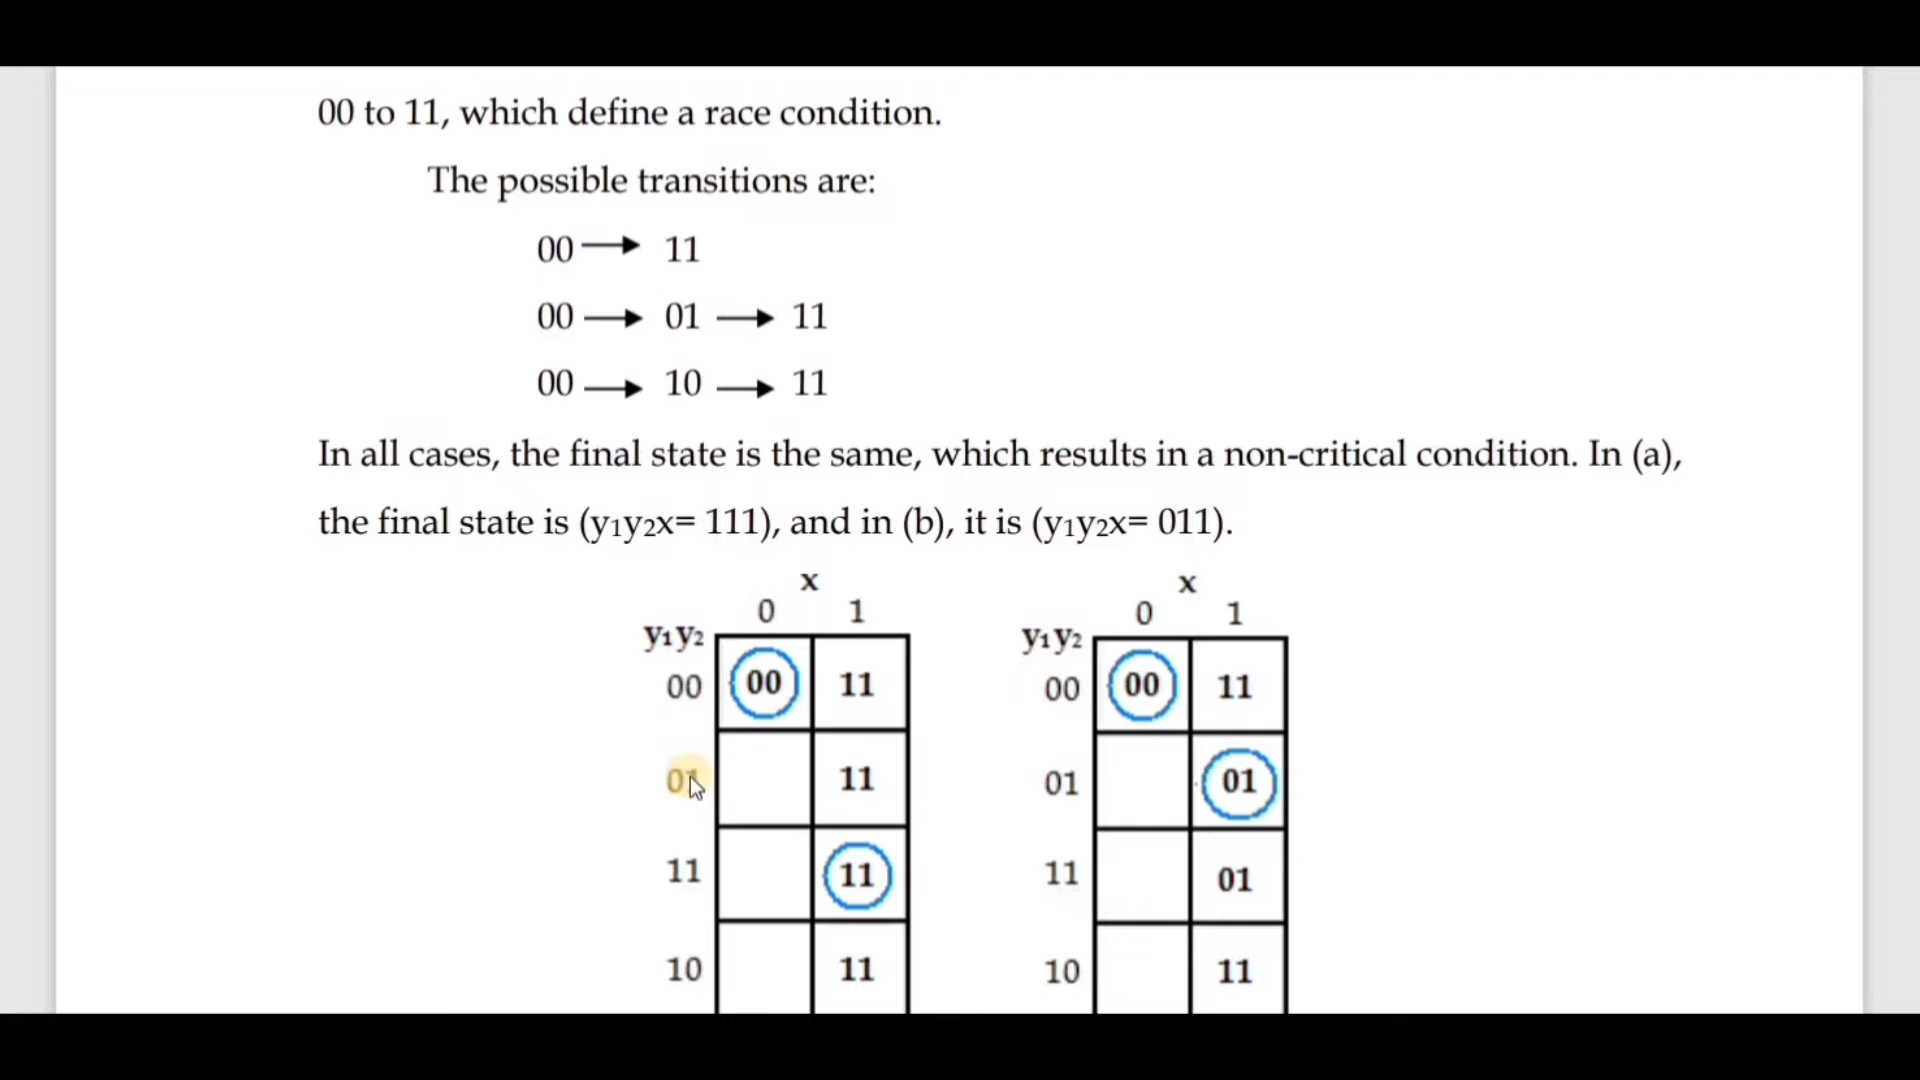 00 to 11, which define a race condition.
The possible transitions are:
00 → 11
00 → 01 → 11
00 → 10 → 11
In all cases, the final state is the same, which results in a non-critical condition. In (a),
the final state is (y₁y₂x= 111), and in (b), it is (y₁y₂x= 011).
x x
0 1 0 1
y₁y₂ y₁y₂
00 00 11 00 00 11
01 11 01 01
11 11 11 01
10 11 10 11